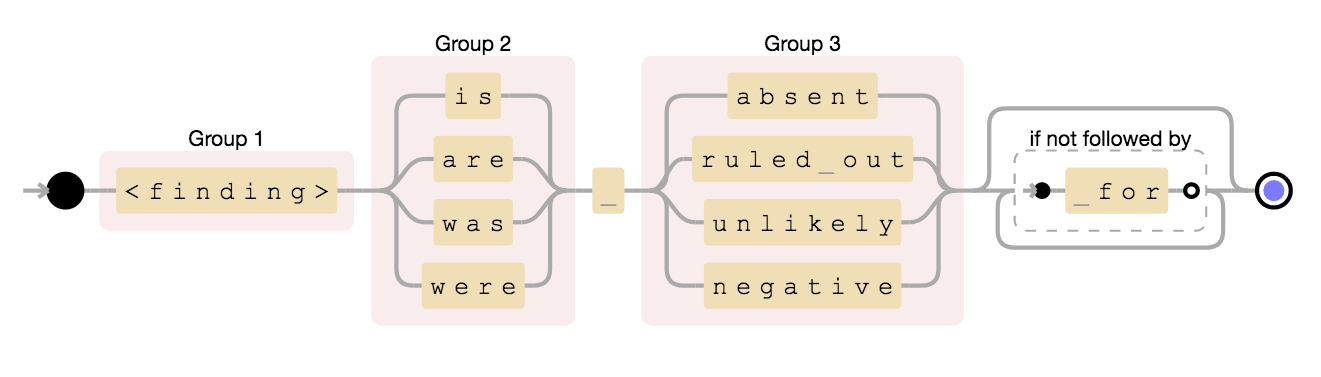 Group 1
<finding>
Group 2
is
are
was
were
_
Group 3
absent
ruled_out
unlikely
negative
if not followed by
_for